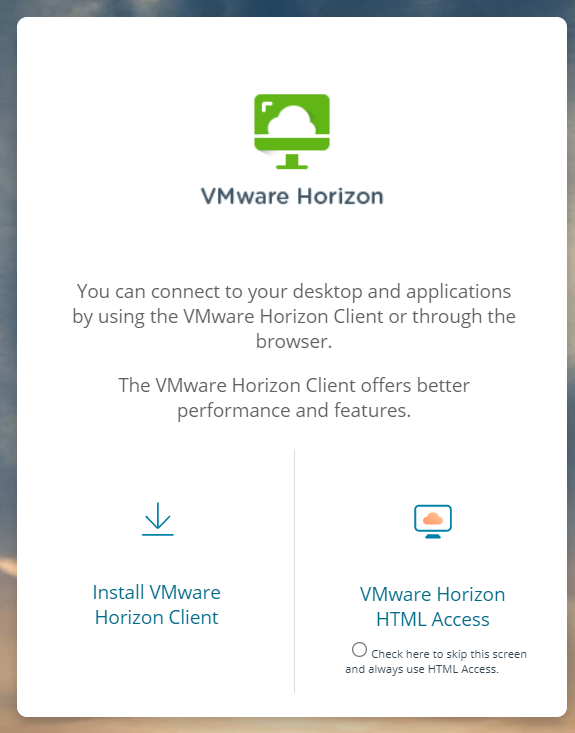 VMware Horizon
You can connect to your desktop and applications
by using the VMware Horizon Client or through the
browser.
The VMware Horizon Client offers better
performance and features.
Install VMware
Horizon Client
VMware Horizon
HTML Access
Check here to skip this screen
and always use HTML Access.